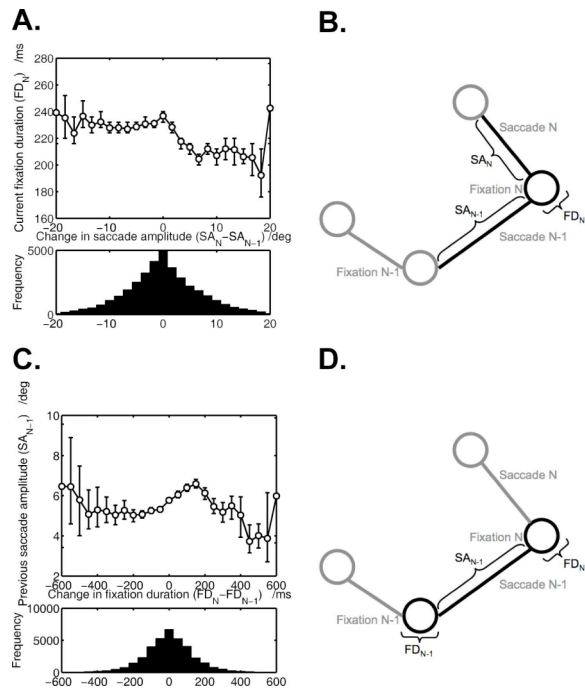 A.
B.
Current fixation duration (FD_N) /ms
280
260
240
220
200
180
160
−20 −10 0 10 20
Change in saccade amplitude (SA_N−SA_N−1) /deg
Frequency
5000
0
−20 −10 0 10 20
Saccade N
SA_N
Fixation N
FD_N
SA_N-1
Saccade N-1
Fixation N-1
C.
D.
Previous saccade amplitude (SA_N−1) /deg
10
8
6
4
2
−600 −400 −200 0 200 400 600
Change in fixation duration (FD_N−FD_N−1) /ms
Frequency
10000
5000
0
−600 −400 −200 0 200 400 600
Saccade N
Fixation N
FD_N
SA_N-1
Saccade N-1
Fixation N-1
FD_N-1